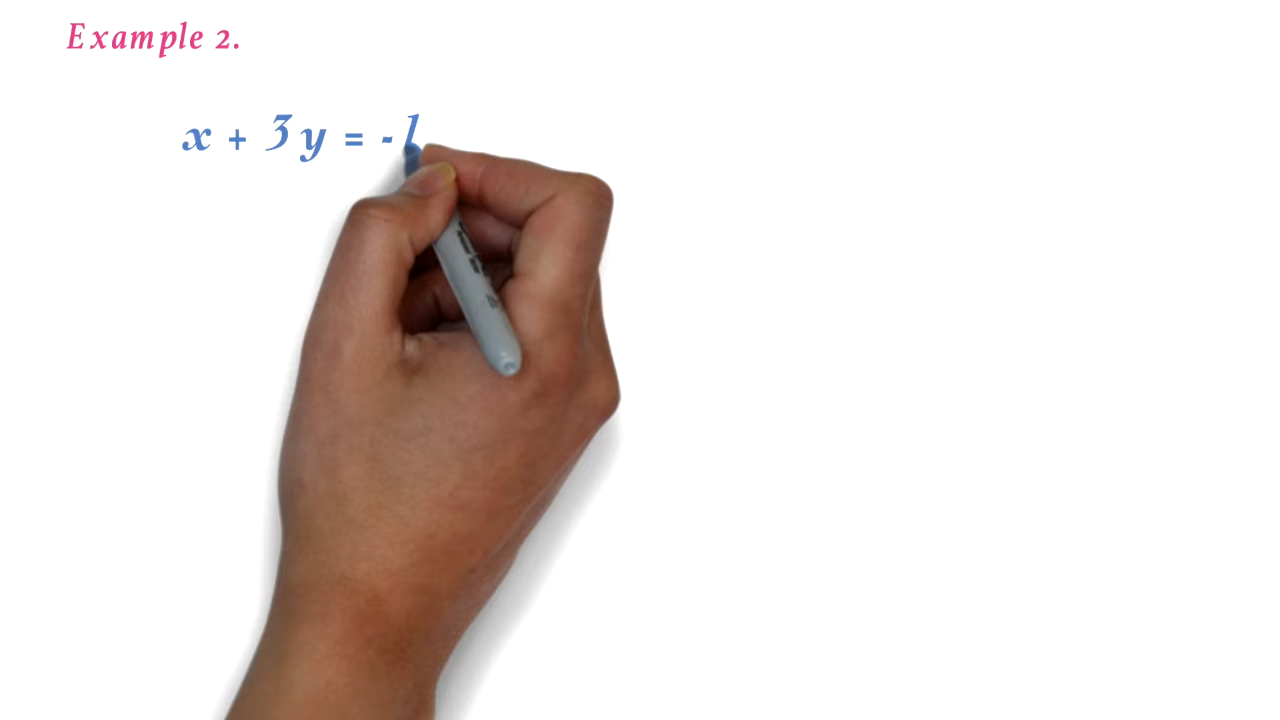 Example 2.
x + 3y = -1